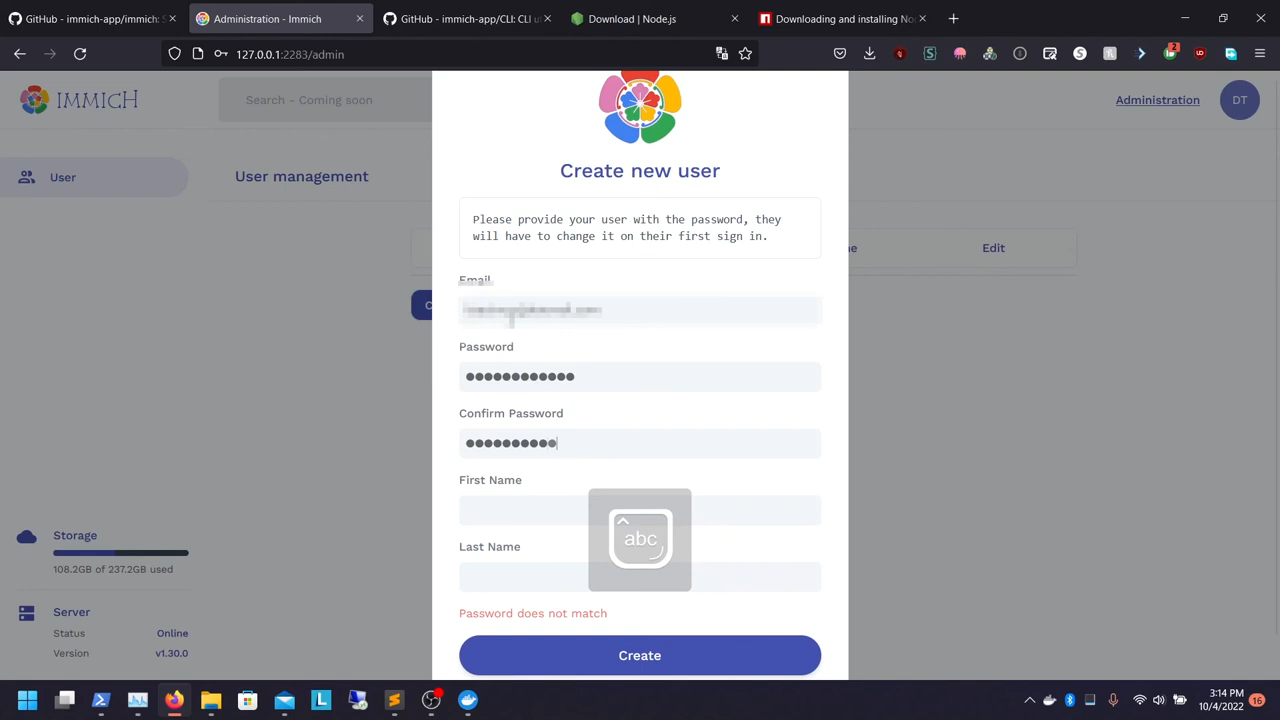 GitHub - immich-app/immich: S
Administration - Immich
GitHub - immich-app/CLI: CLI u
Download | Node.js
Downloading and installing No
127.0.0.1:2283/admin
2
IMMICH
Search - Coming soon
Administration
DT
User
User management
Create new user
Please provide your user with the password, they
will have to change it on their first sign in.
Edit
Email
Password
Confirm Password
First Name
abc
Last Name
Password does not match
Create
Storage
108.2GB of 237.2GB used
Server
Status Online
Version v1.30.0
3:14 PM
10/4/2022
16